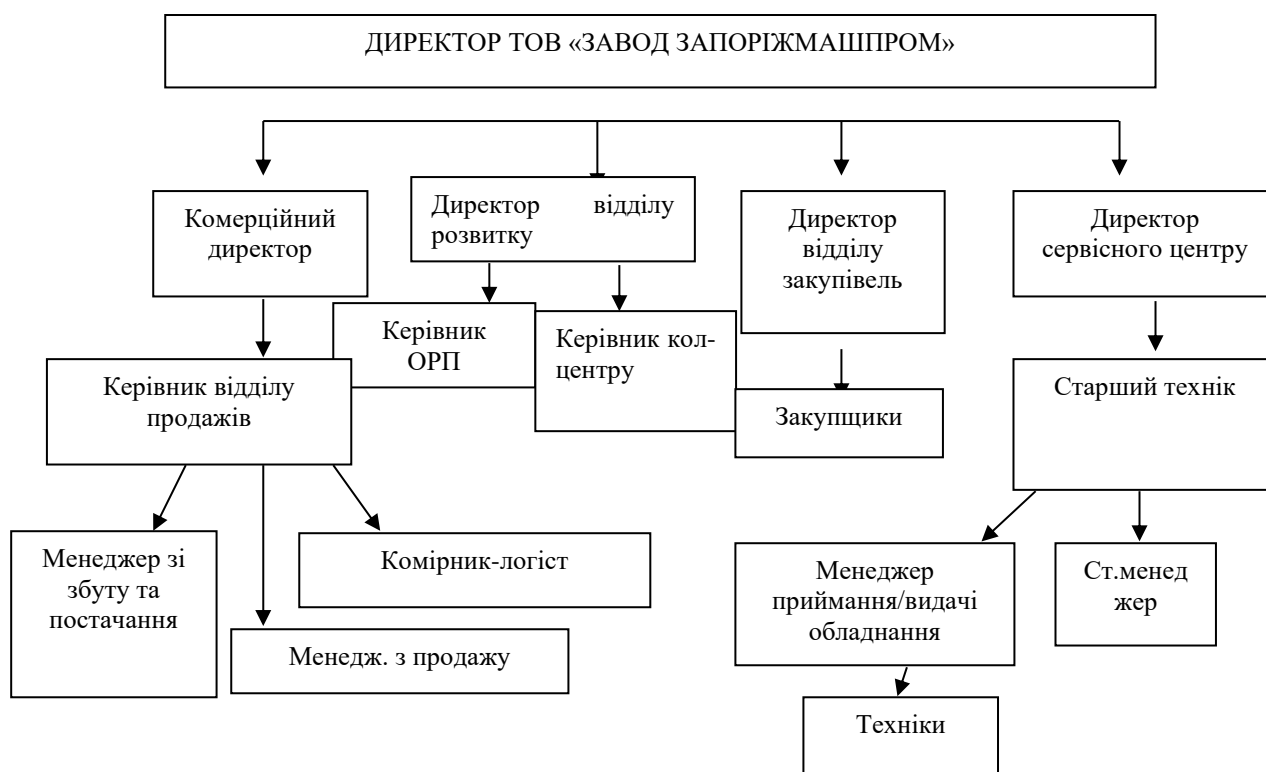 ДИРЕКТОР ТОВ «ЗАВОД ЗАПОРІЖМАШПРОМ»
Комерційний
директор
Директор відділу
розвитку
Директор
відділу
закупівель
Директор
сервісного центру
Керівник
ОРП
Керівник кол-
центру
Керівник відділу
продажів
Закупщики
Старший технік
Менеджер зі
збуту та
постачання
Комірник-логіст
Менедж. з продажу
Менеджер
приймання/видачі
обладнання
Ст.менед
жер
Техніки